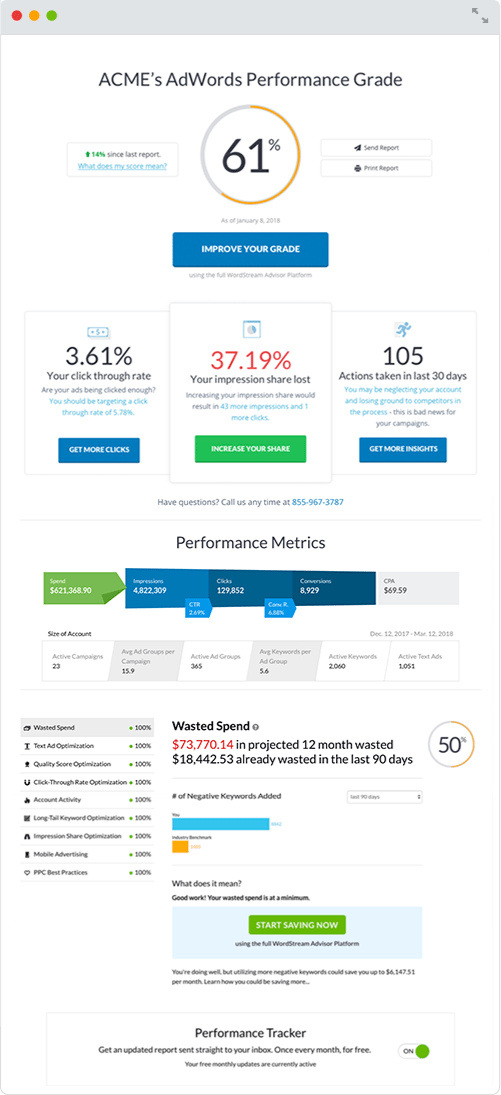 ACME's AdWords Performance Grade
14% since last report.
What does my score mean?
61%
Send Report
Print Report
As of January 8, 2018
IMPROVE YOUR GRADE
using the full WordStream Advisor Platform
3.61%
Your click through rate
Are your ads being clicked enough?
You should be targeting a click
through rate of 5.78%.
GET MORE CLICKS
37.19%
Your impression share lost
Increasing your impression share would
result in 43 more impressions and 1
more clicks.
INCREASE YOUR SHARE
105
Actions taken in last 30 days
You may be neglecting your account
and losing ground to competitors in
the process - this is bad news for
your campaigns.
GET MORE INSIGHTS
Have questions? Call us any time at 855-967-3787
Performance Metrics
Spend
$621,368.90
Impressions
4,822,309
Clicks
129,852
Conversions
8,929
CPA
$69.59
CTR
2.69%
Conv R.
6.88%
Size of Account
Dec. 12, 2017 - Mar. 12, 2018
Active Campaigns
23
Avg Ad Groups per
Campaign
15.9
Active Ad Groups
365
Avg Keywords per
Ad Group
5.6
Active Keywords
2,060
Active Text Ads
1,051
Wasted Spend 100%
Text Ad Optimization 100%
Quality Score Optimization 100%
Click-Through Rate Optimization 100%
Account Activity 100%
Long-Tail Keyword Optimization 100%
Impression Share Optimization 100%
Mobile Advertising 100%
PPC Best Practices 100%
Wasted Spend
$73,770.14 in projected 12 month wasted
$18,442.53 already wasted in the last 90 days
50%
# of Negative Keywords Added
last 90 days
You
Industry Benchmark
What does it mean?
Good work! Your wasted spend is at a minimum.
START SAVING NOW
using the full WordStream Advisor Platform
You're doing well, but utilizing more negative keywords could save you up to $6,147.51
per month. Learn how you could be saving more...
Performance Tracker
Get an updated report sent straight to your inbox. Once every month, for free.
Your free monthly updates are currently active
ON